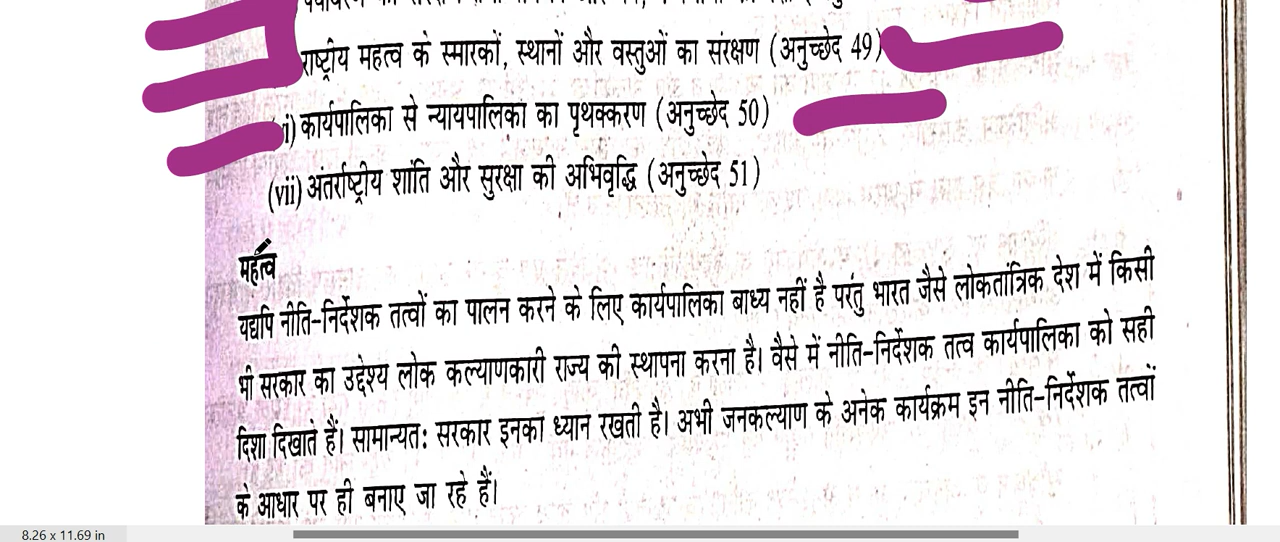 राष्ट्रीय महत्व के स्मारकों, स्थानों और वस्तुओं का संरक्षण (अनुच्छेद 49)
कार्यपालिका से न्यायपालिका का पृथक्करण (अनुच्छेद 50)
(vii) अंतर्राष्ट्रीय शांति और सुरक्षा की अभिवृद्धि (अनुच्छेद 51)
महत्व
यद्यपि नीति-निर्देशक तत्वों का पालन करने के लिए कार्यपालिका बाध्य नहीं है परंतु भारत जैसे लोकतांत्रिक देश में किसी
भी सरकार का उद्देश्य लोक कल्याणकारी राज्य की स्थापना करना है। वैसे में नीति-निर्देशक तत्व कार्यपालिका को सही
दिशा दिखाते हैं। सामान्यत: सरकार इनका ध्यान रखती है। अभी जनकल्याण के अनेक कार्यक्रम इन नीति-निर्देशक तत्वों
के आधार पर ही बनाए जा रहे हैं।
8.26 x 11.69 in